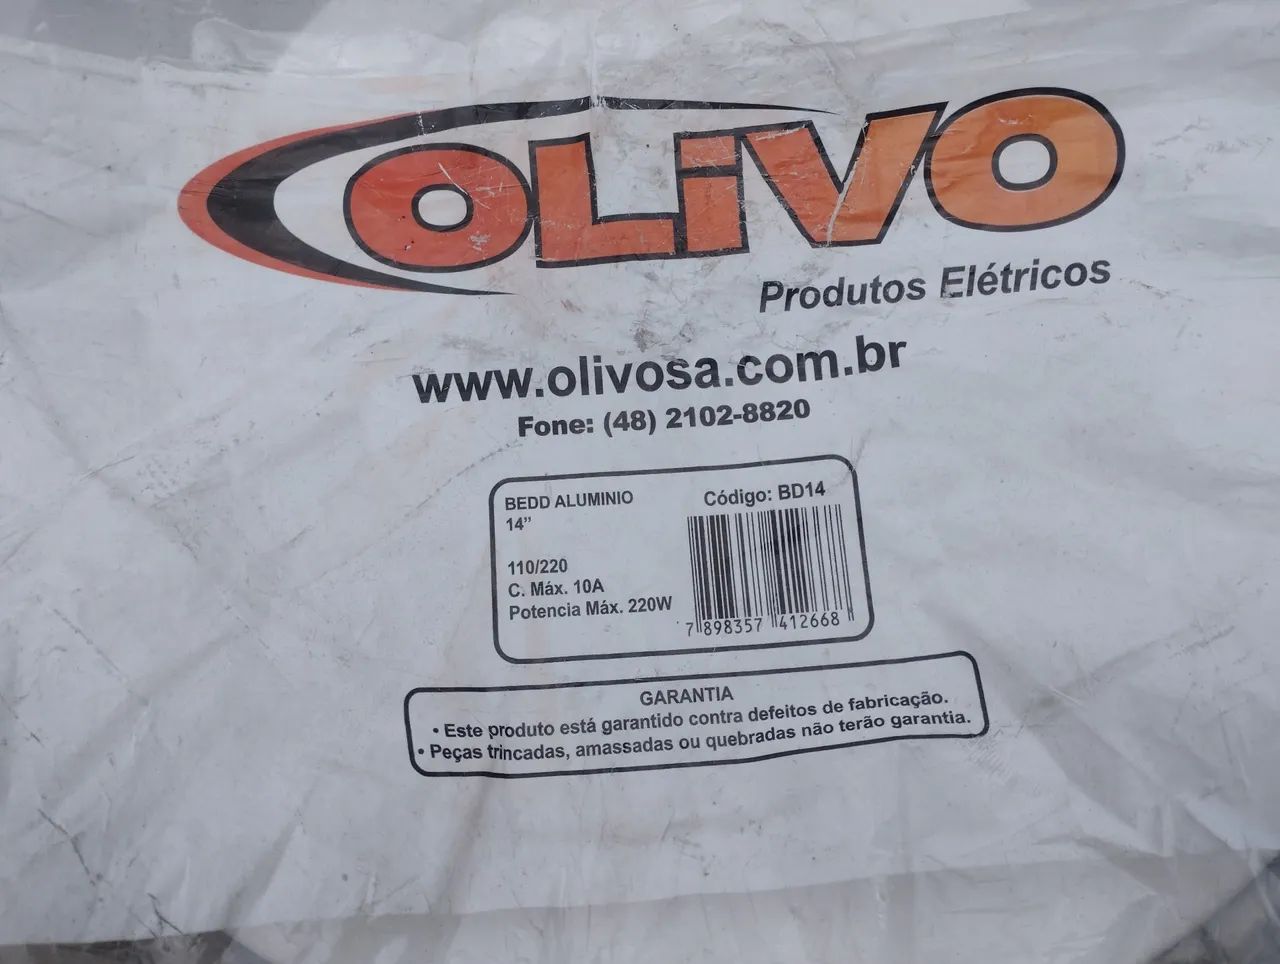 OLiVO
Produtos Elétricos
www.olivosa.com.br
Fone: (48) 2102-8820
BEDD ALUMINIO
14”
Código: BD14
110/220
C. Máx. 10A
Potencia Máx. 220W
7 898357 412668
GARANTIA
• Este produto está garantido contra defeitos de fabricação.
• Peças trincadas, amassadas ou quebradas não terão garantia.